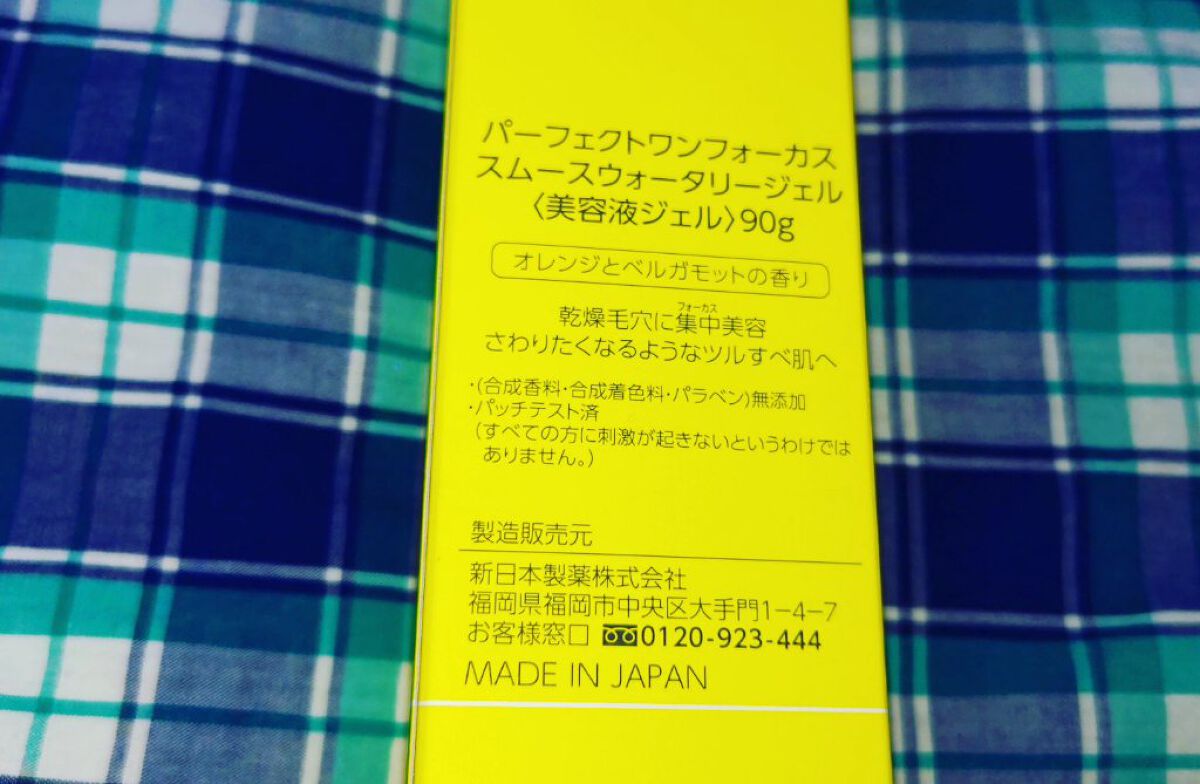 パーフェクトワンフォーカス
スムースウォータリージェル
〈美容液ジェル〉90g
オレンジとベルガモットの香り
フォーカス
乾燥毛穴に集中美容
さわりたくなるようなツルすべ肌へ
・(合成香料・合成着色料・パラベン)無添加
・パッチテスト済
(すべての方に刺激が起きないというわけでは
ありません。)
製造販売元
新日本製薬株式会社
福岡県福岡市中央区大手門1-4-7
お客様窓口 0120-923-444
MADE IN JAPAN